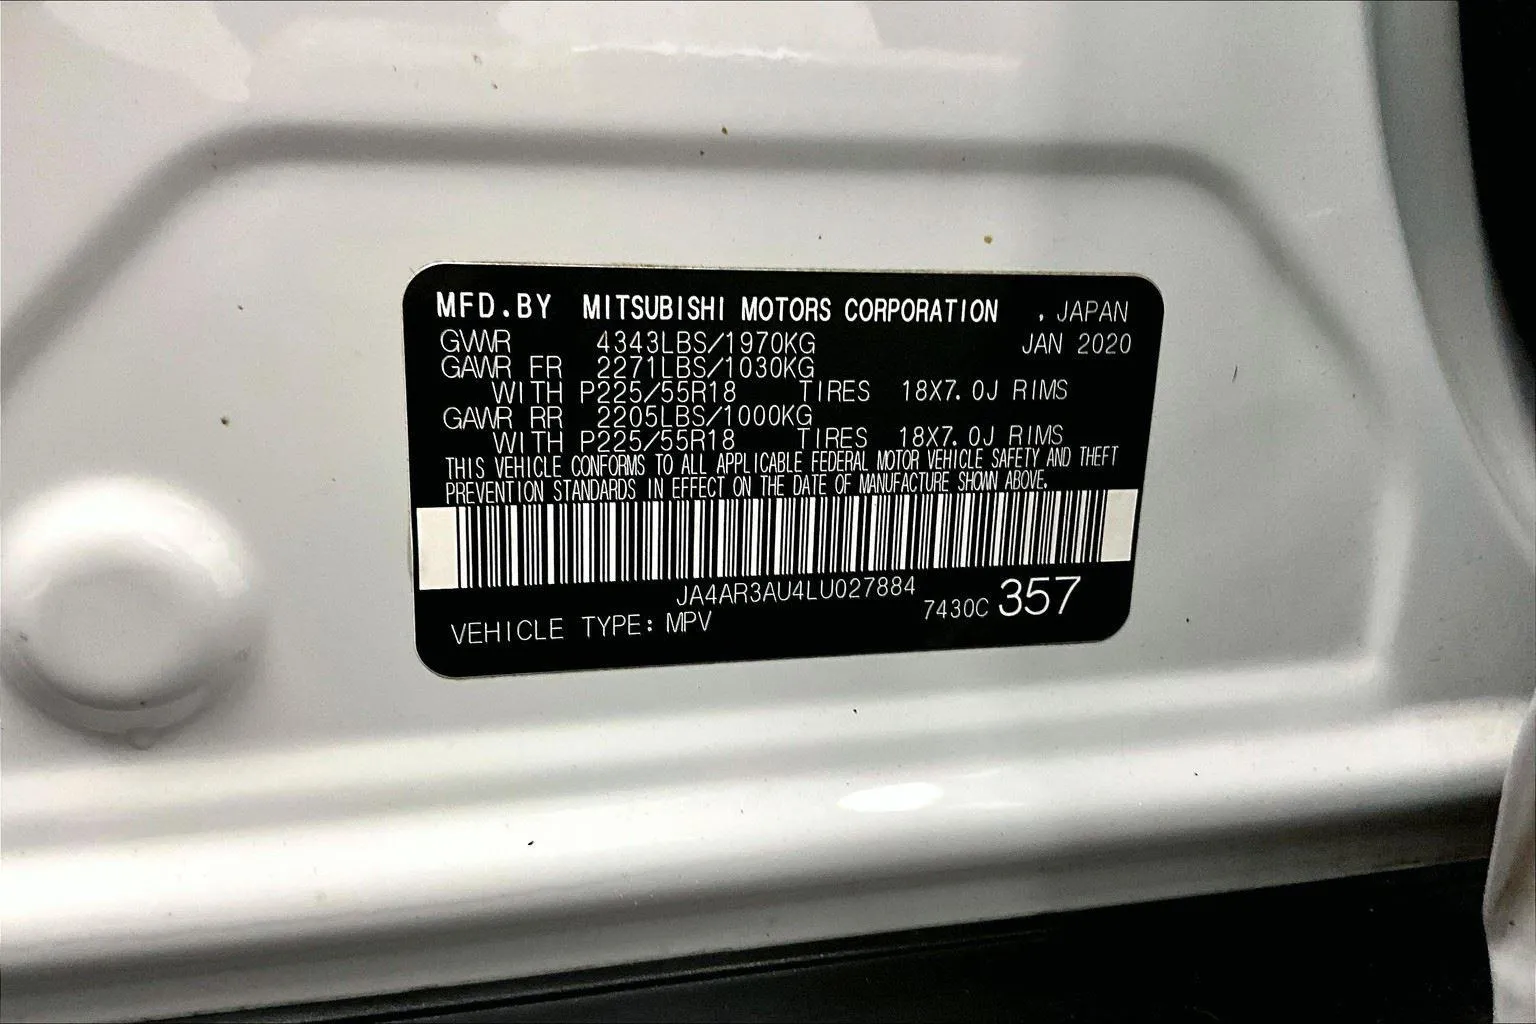 MFD.BY MITSUBISHI MOTORS CORPORATION , JAPAN
GVWR 4343LBS/1970KG JAN 2020
GAWR FR 2271LBS/1030KG
WITH P225/55R18 TIRES 18X7.0J RIMS
GAWR RR 2205LBS/1000KG
WITH P225/55R18 TIRES 18X7.0J RIMS
THIS VEHICLE CONFORMS TO ALL APPLICABLE FEDERAL MOTOR VEHICLE SAFETY AND THEFT
PREVENTION STANDARDS IN EFFECT ON THE DATE OF MANUFACTURE SHOWN ABOVE.
JA4AR3AU4LU027884
VEHICLE TYPE: MPV 7430C 357